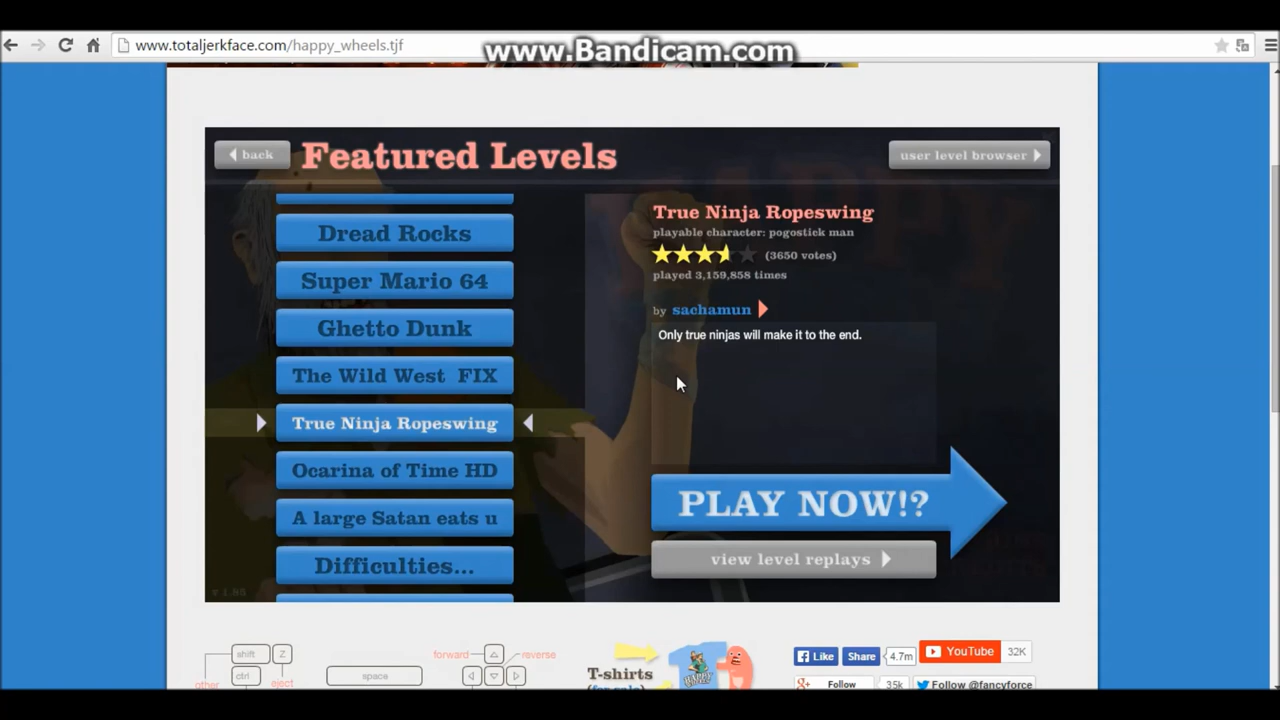 www.totaljerkface.com/happy_wheels.tjf
www.Bandicam.com
back
Featured Levels
user level browser
Dread Rocks
Super Mario 64
Ghetto Dunk
The Wild West FIX
True Ninja Ropeswing
Ocarina of Time HD
A large Satan eats u
Difficulties...
True Ninja Ropeswing
playable character: pogostick man
(3650 votes)
played 3,159,858 times
by sachamun
Only true ninjas will make it to the end.
PLAY NOW!?
view level replays
v 1.85
shift Z
ctrl
other
eject
space
forward
reverse
T-shirts
(for sale)
Like Share 4.7m
YouTube 32K
Follow 35k
Follow @fancyforce